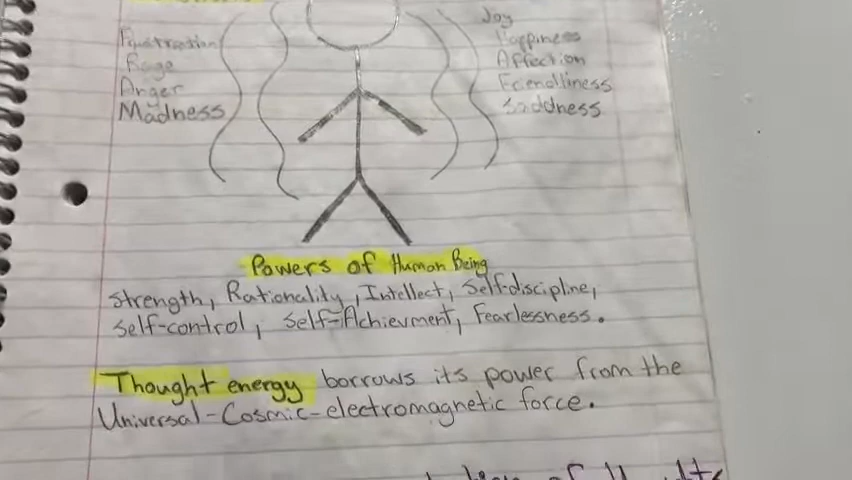 Frustration
Rage
Anger
Madness
Joy
Happiness
Affection
Friendliness
Saddness
Powers of Human Being
Strength, Rationality, Intellect, Self-discipline,
Self-control, Self-Achievment, Fearlessness.
Thought energy borrows its power from the
Universal-Cosmic-electromagnetic force.